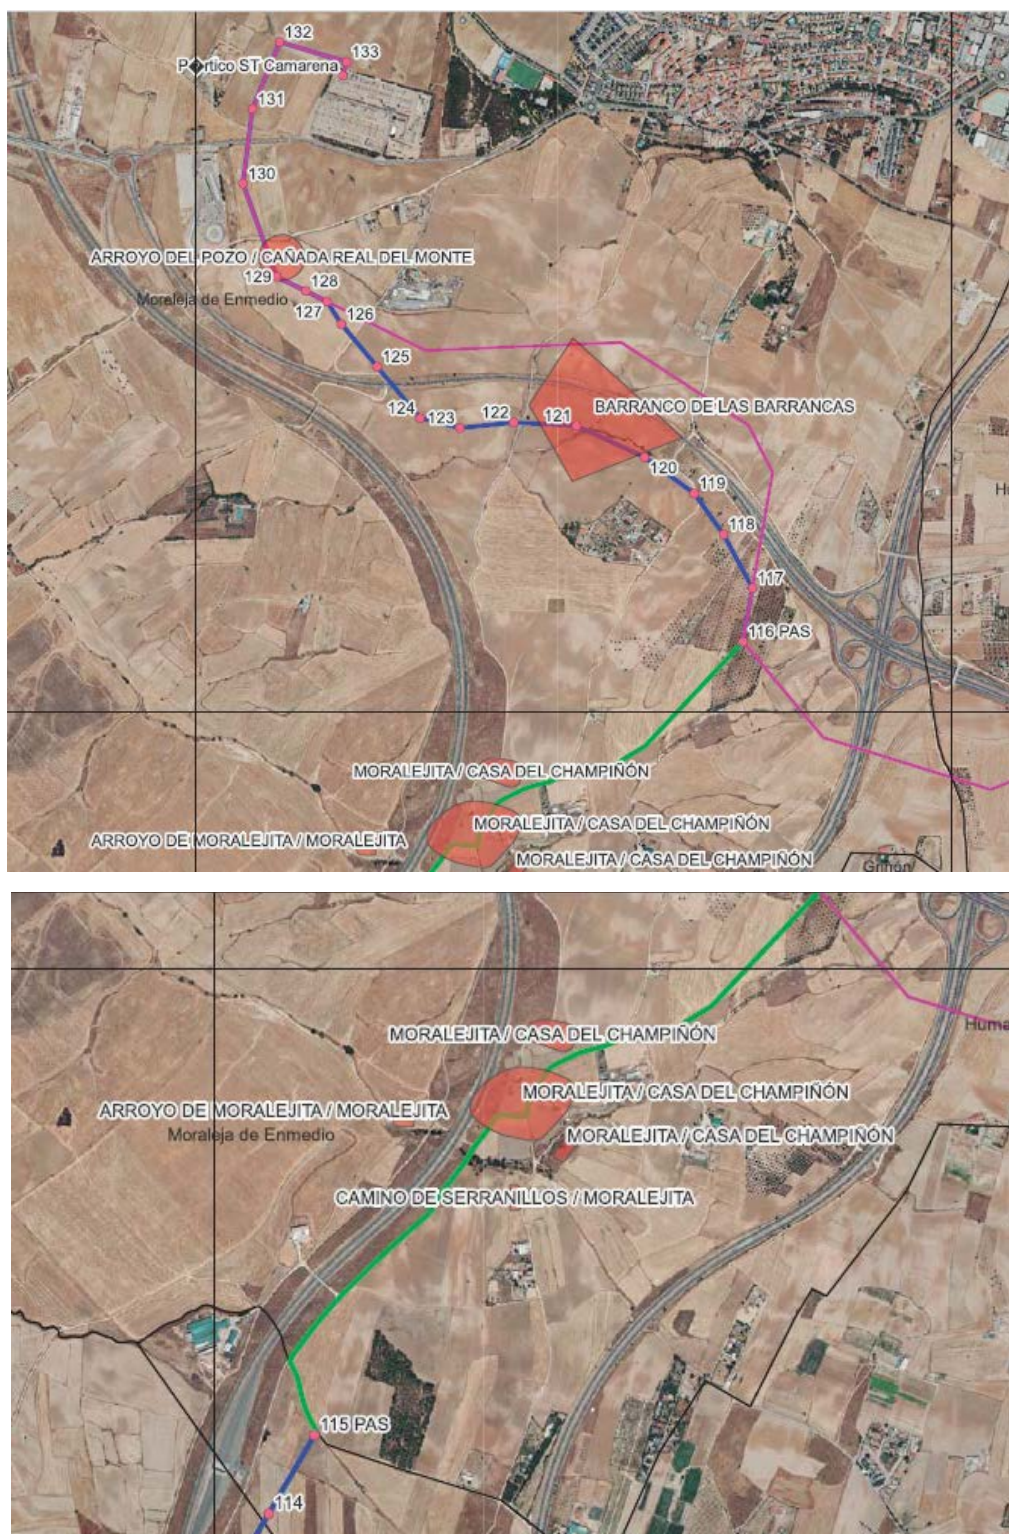 132
133
P�rtico ST Camarena
131
130
ARROYO DEL POZO / CAÑADA REAL DEL MONTE
129
128
Moraleja de Enmedio
127
126
125
124
123
122
121
BARRANCO DE LAS BARRANCAS
120
119
118
117
116 PAS
MORALEJITA / CASA DEL CHAMPIÑÓN
MORALEJITA / CASA DEL CHAMPIÑÓN
ARROYO DE MORALEJITA / MORALEJITA
MORALEJITA / CASA DEL CHAMPIÑÓN
Griñón
MORALEJITA / CASA DEL CHAMPIÑÓN
Huma
MORALEJITA / CASA DEL CHAMPIÑÓN
ARROYO DE MORALEJITA / MORALEJITA
Moraleja de Enmedio
MORALEJITA / CASA DEL CHAMPIÑÓN
CAMINO DE SERRANILLOS / MORALEJITA
115 PAS
114